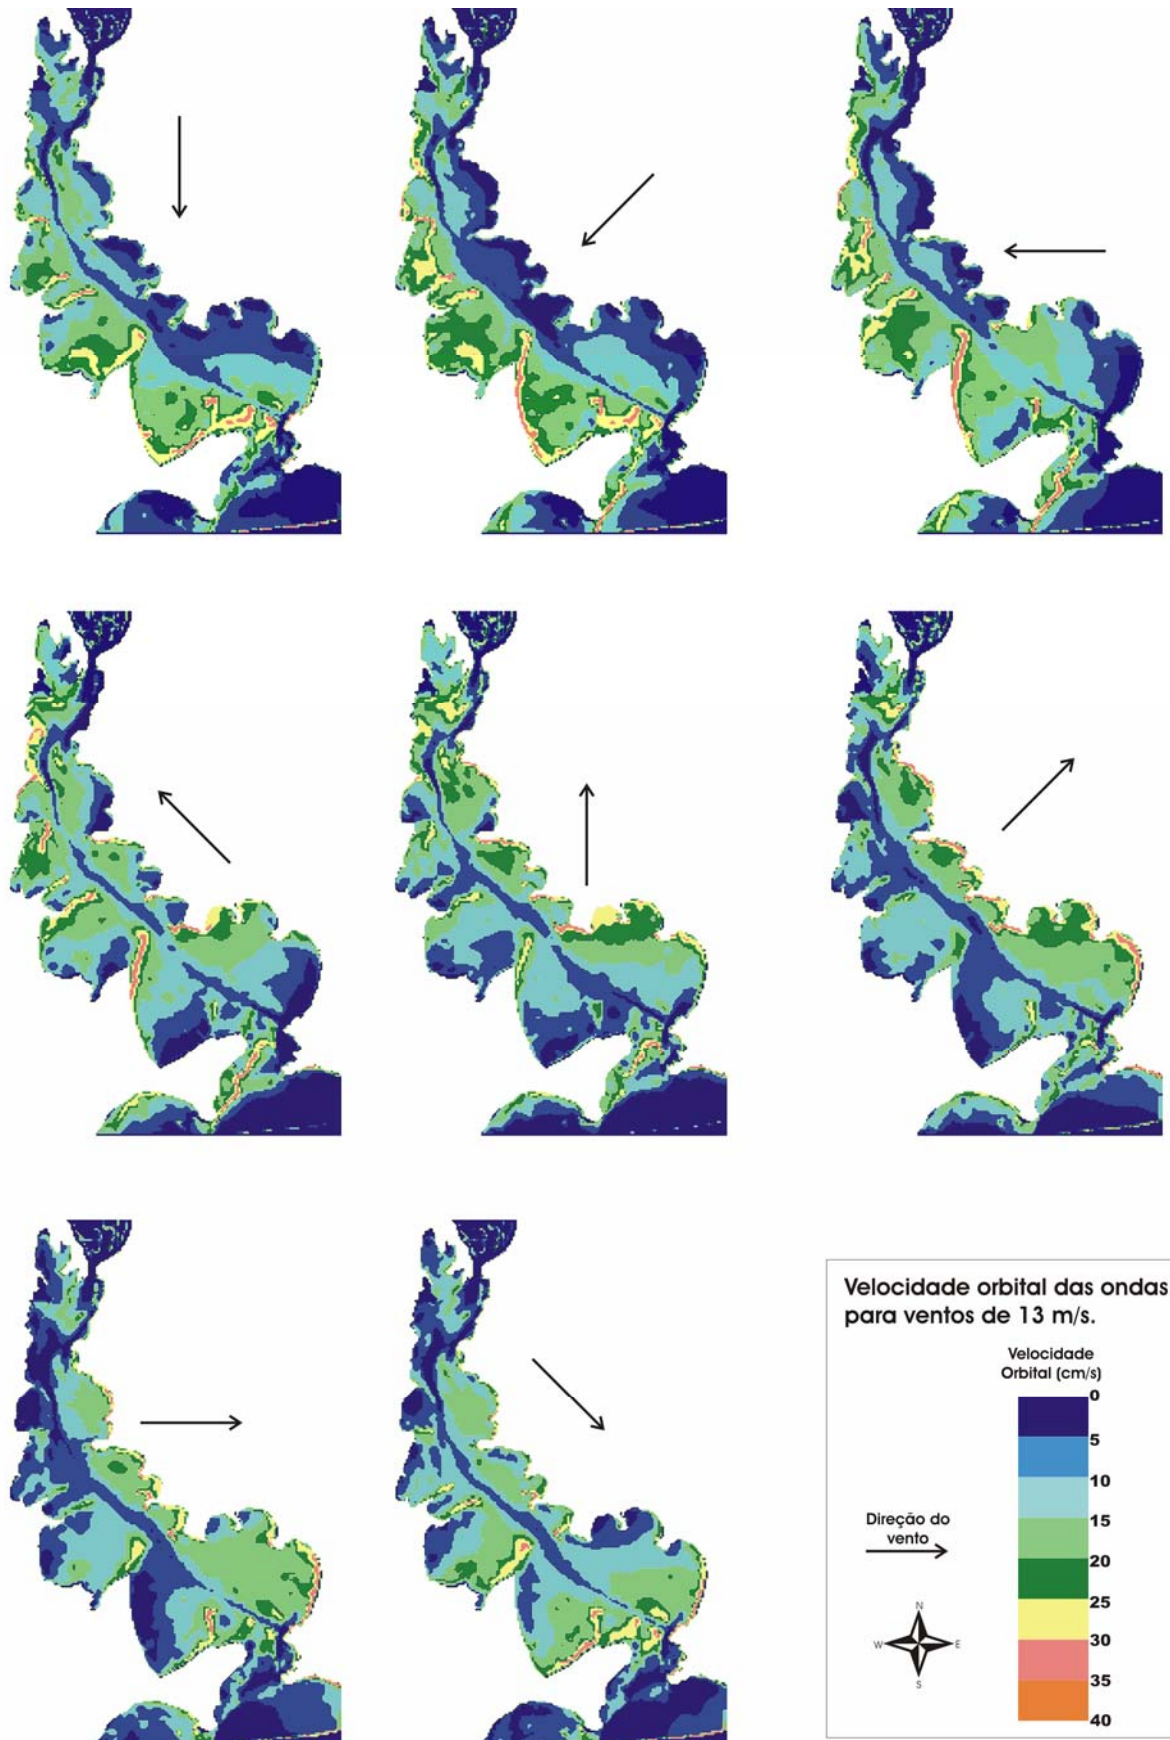 Velocidade orbital das ondas
para ventos de 13 m/s.
Velocidade
Orbital (cm/s)
0
5
10
15
20
25
30
35
40
Direção do
vento
N
W
E
S